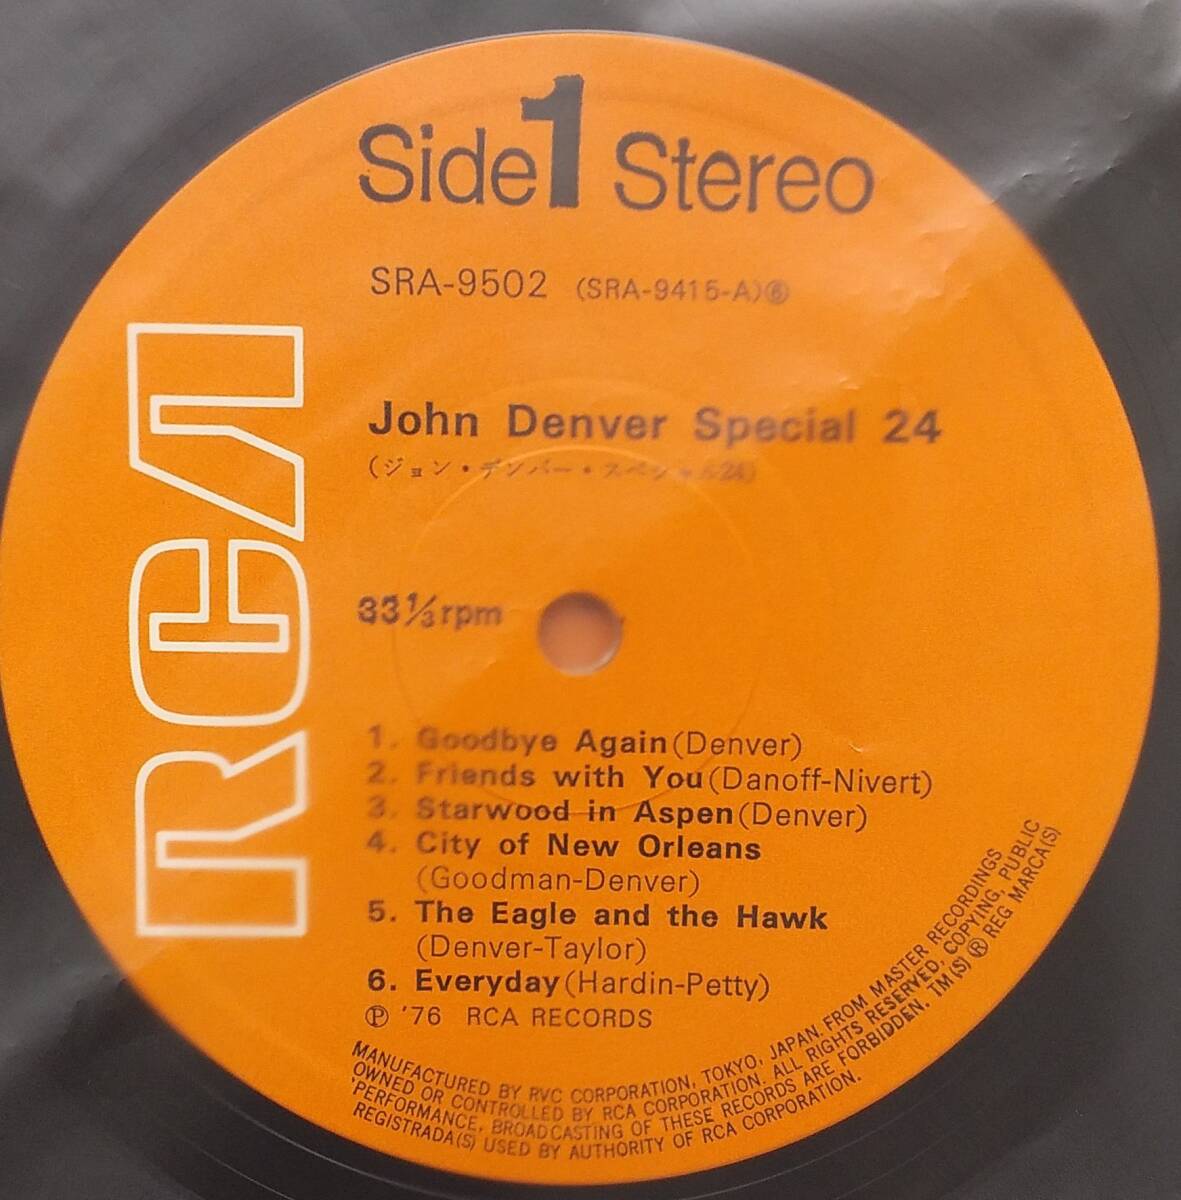 Side 1 Stereo
SRA-9502 (SRA-9415-A)®
John Denver Special 24
(ジョン・デンバー・スペシャル24)
RCA
33 1/3 rpm
1. Goodbye Again (Denver)
2. Friends with You (Danoff-Nivert)
3. Starwood in Aspen (Denver)
4. City of New Orleans
(Goodman-Denver)
5. The Eagle and the Hawk
(Denver-Taylor)
6. Everyday (Hardin-Petty)
℗ '76 RCA RECORDS
MANUFACTURED BY RVC CORPORATION, TOKYO, JAPAN. FROM MASTER RECORDINGS
OWNED OR CONTROLLED BY RCA CORPORATION. ALL RIGHTS RESERVED, COPYING, PUBLIC
'PERFORMANCE, BROADCASTING OF THESE RECORDS ARE FORBIDDEN. TM(S) ® REG MARCA(S)
REGISTRADA(S) USED BY AUTHORITY OF RCA CORPORATION.